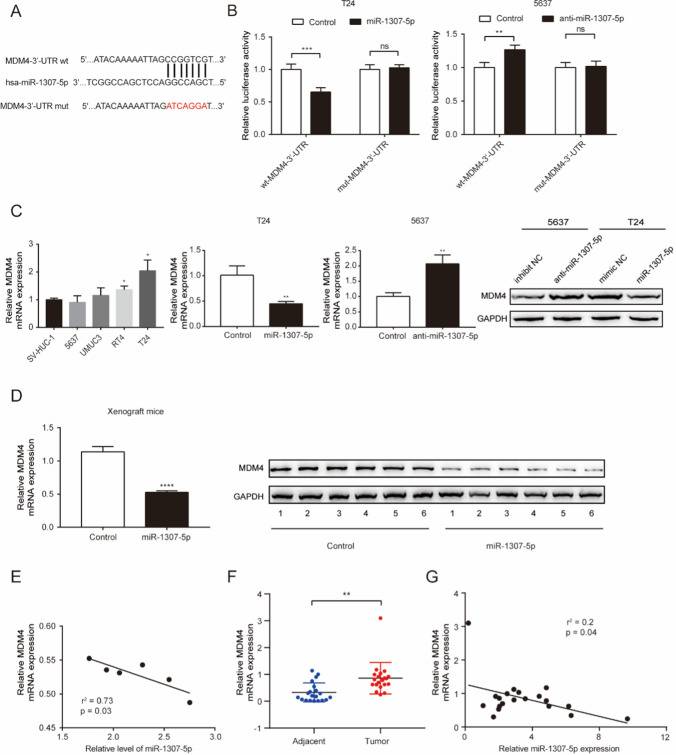 A
MDM4-3'-UTR wt 5'...ATACAAAAATTAGCCGGTCGT...3'
hsa-miR-1307-5p 3'...TCGGCCAGCTCCAGGCCAGCT...5'
MDM4-3'-UTR mut 5'...ATACAAAAATTAGATCAGGAT...3'
B
T24
Control miR-1307-5p
Relative luciferase activity
1.5
1.0
0.5
0.0
***
ns
wt-MDM4-3'-UTR
mut-MDM4-3'-UTR
5637
Control anti-miR-1307-5p
Relative luciferase activity
1.5
1.0
0.5
0.0
**
ns
wt-MDM4-3'-UTR
mut-MDM4-3'-UTR
C
Relative MDM4
mRNA expression
3
2
1
0
*
*
SV-HUC-1
5637
UMUC3
RT4
T24
T24
Relative MDM4
mRNA expression
1.5
1.0
0.5
0.0
**
Control miR-1307-5p
5637
Relative MDM4
mRNA expression
2.5
2.0
1.5
1.0
0.5
0.0
**
Control anti-miR-1307-5p
5637 T24
inhibit NC
anti-miR-1307-5p
mimic NC
miR-1307-5p
MDM4
GAPDH
D
Xenograft mice
Relative MDM4
mRNA expression
1.5
1.0
0.5
0.0
****
Control miR-1307-5p
MDM4
GAPDH
1 2 3 4 5 6 1 2 3 4 5 6
Control miR-1307-5p
E
Relative MDM4
mRNA expression
0.60
0.55
0.50
0.45
r² = 0.73
p = 0.03
1.5 2.0 2.5 3.0
Relative level of miR-1307-5p
F
Relative MDM4
mRNA expression
4
3
2
1
0
-1
**
Adjacent Tumor
G
Relative MDM4
mRNA expression
4
3
2
1
0
r² = 0.2
p = 0.04
0 4 8 12
Relative miR-1307-5p expression